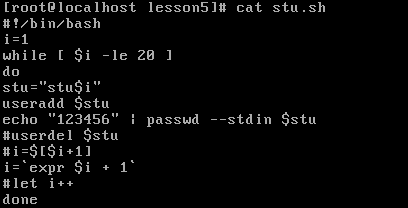 [root@localhost lesson5]# cat stu.sh
#!/bin/bash
i=1
while [ $i -le 20 ]
do
stu="stu$i"
useradd $stu
echo "123456" | passwd --stdin $stu
#userdel $stu
#i=$[$i+1]
i=`expr $i + 1`
#let i++
done